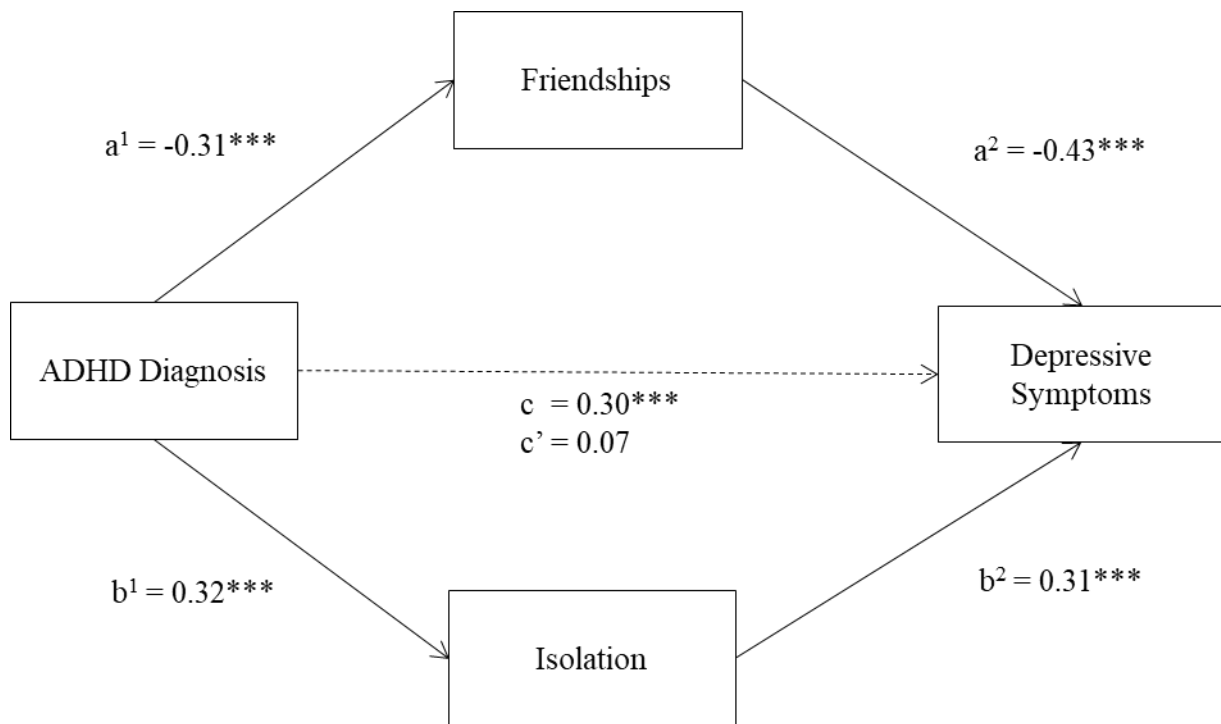 Friendships
a¹ = -0.31***
a² = -0.43***
ADHD Diagnosis
Depressive
Symptoms
c = 0.30***
c’ = 0.07
b¹ = 0.32***
b² = 0.31***
Isolation